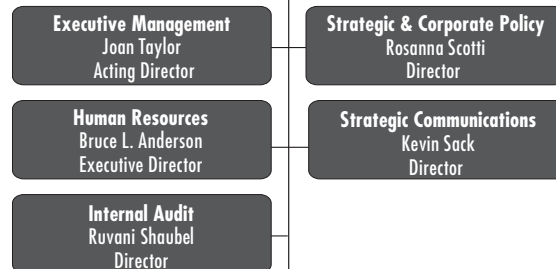 Executive Management
Joan Taylor
Acting Director
Strategic & Corporate Policy
Rosanna Scotti
Director
Human Resources
Bruce L. Anderson
Executive Director
Strategic Communications
Kevin Sack
Director
Internal Audit
Ruvani Shaubel
Director